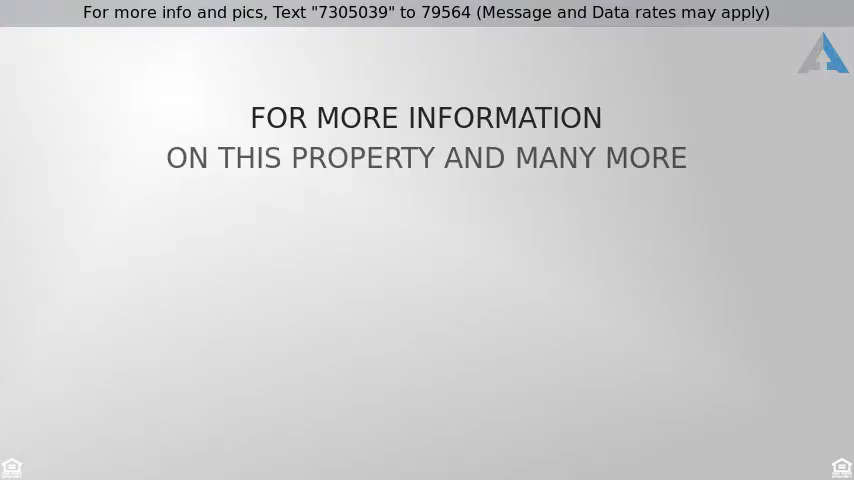 For more info and pics, Text "7305039" to 79564 (Message and Data rates may apply)
FOR MORE INFORMATION
ON THIS PROPERTY AND MANY MORE